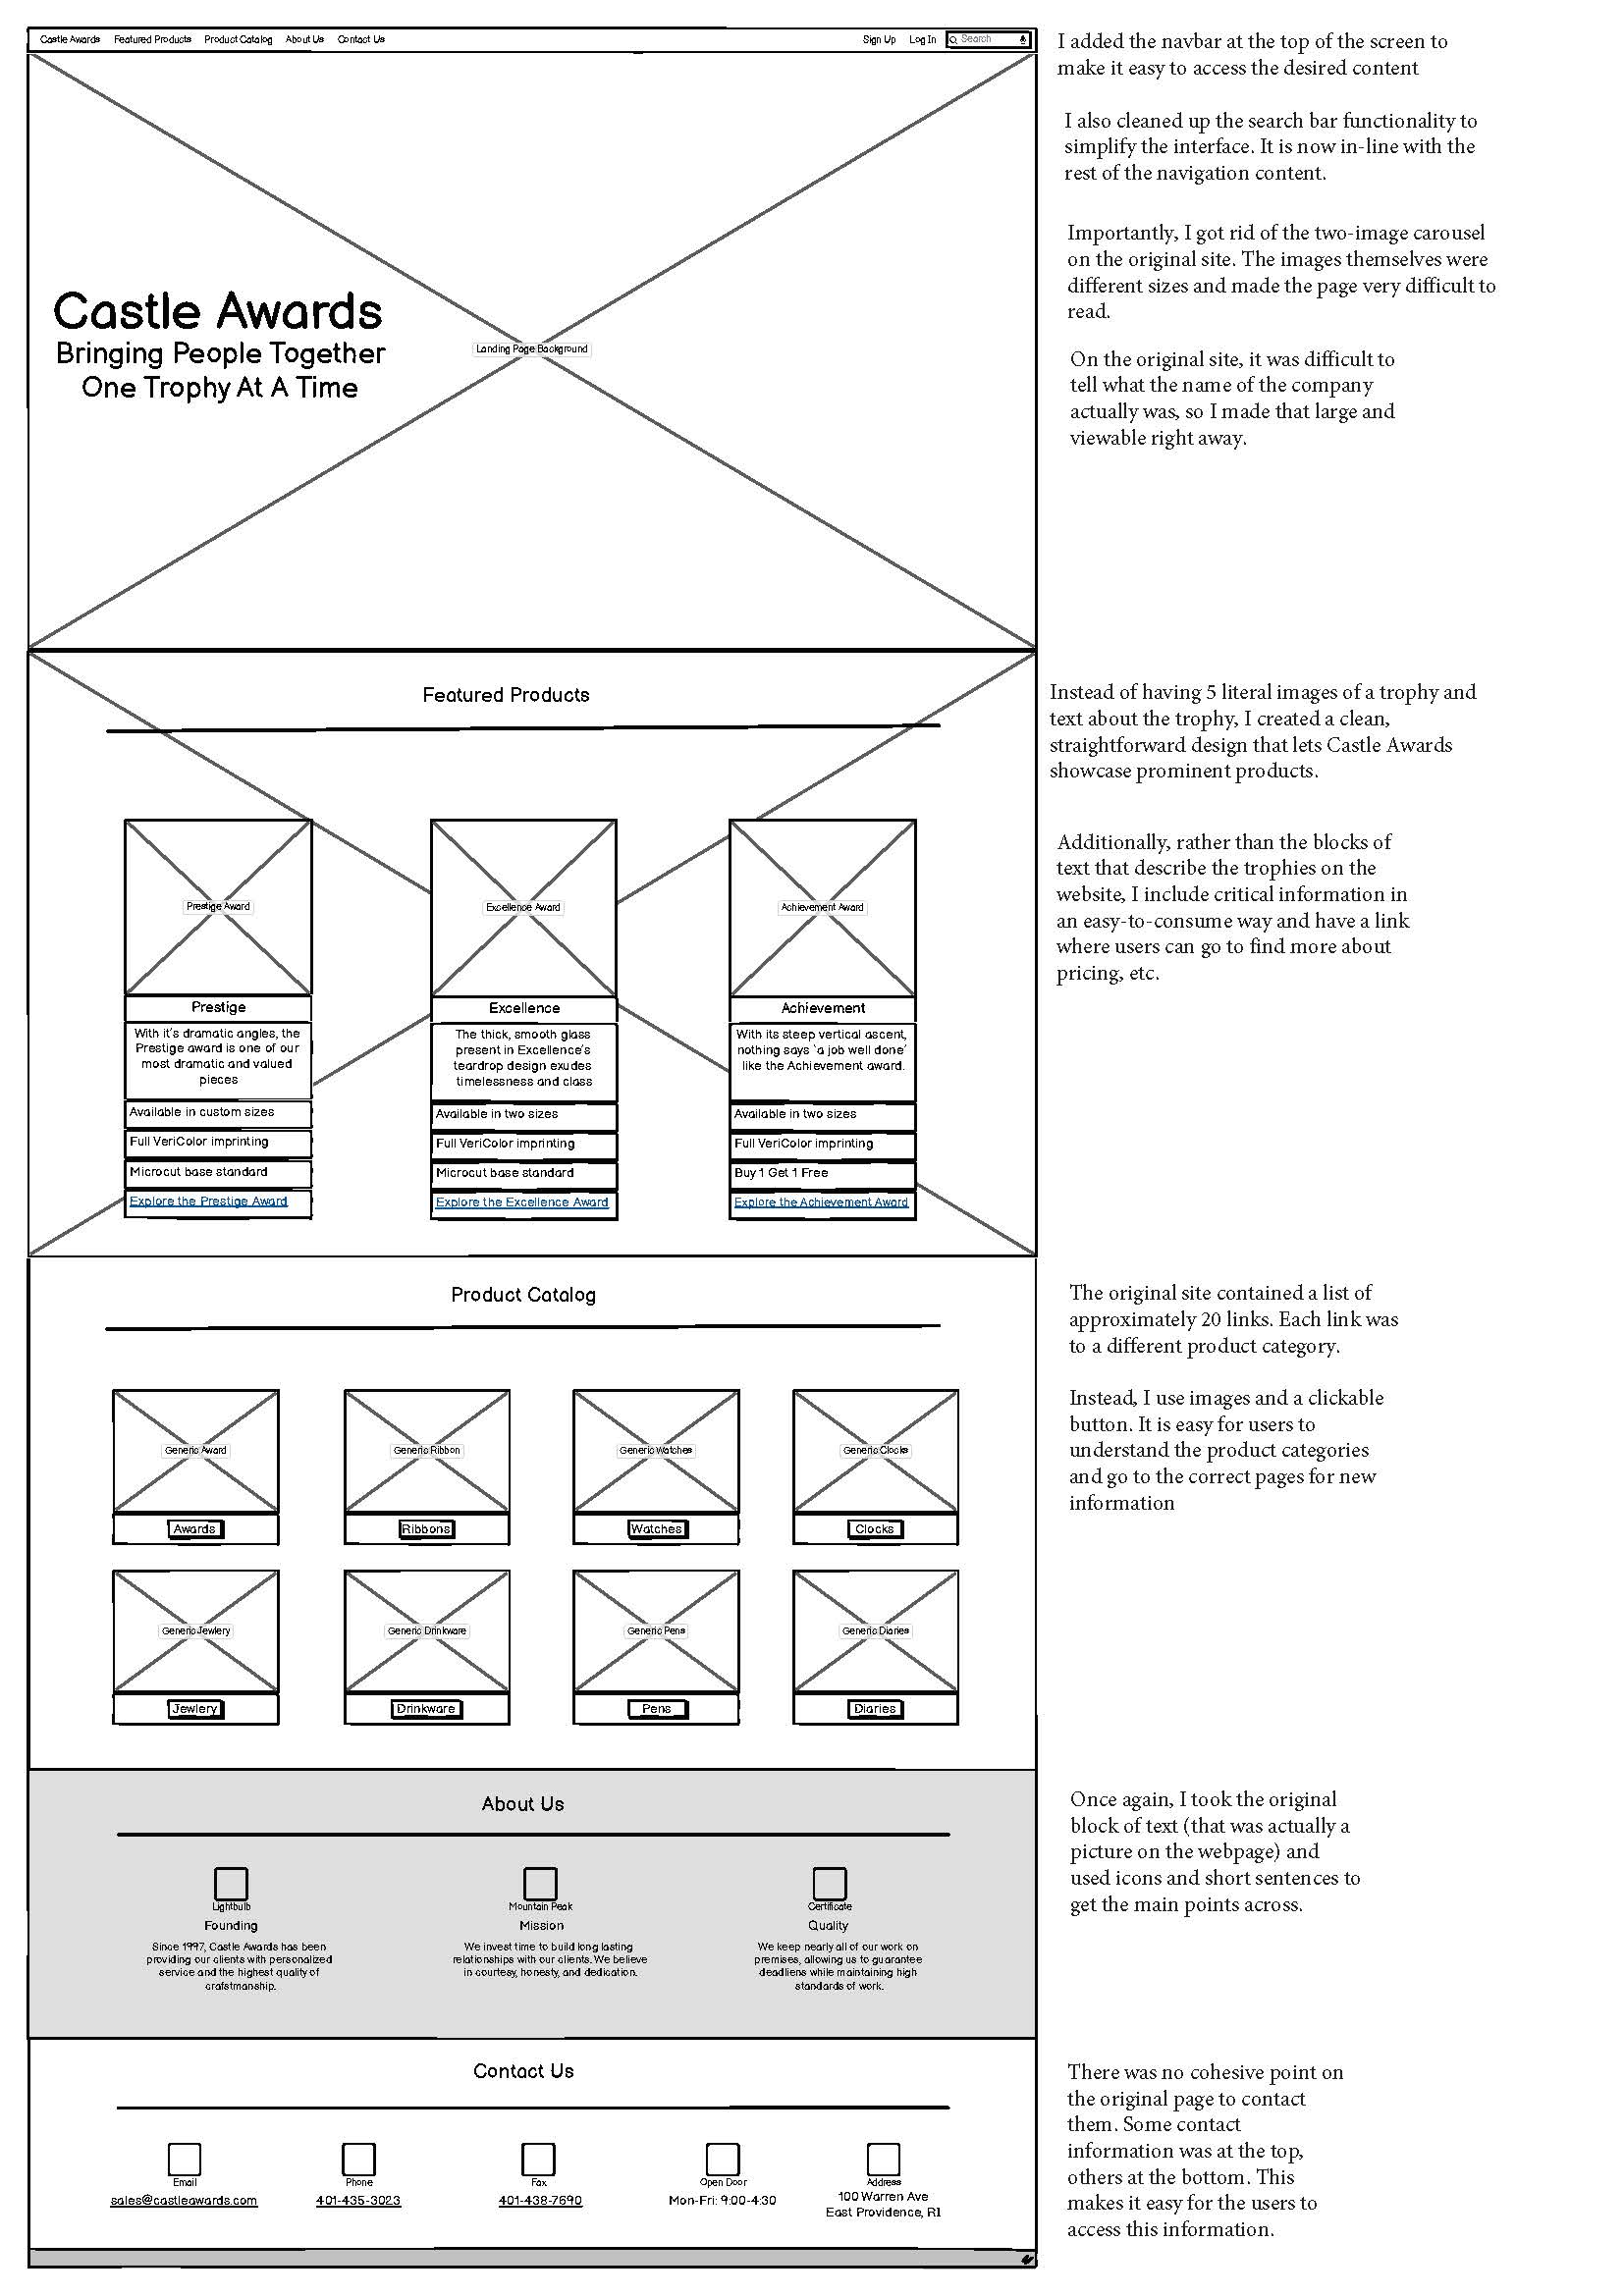 Castle Awards Featured Products Product Catalog About Us Contact Us Sign Up Log In Search
I added the navbar at the top of the screen to
make it easy to access the desired content
I also cleaned up the search bar functionality to
simplify the interface. It is now in-line with the
rest of the navigation content.
Importantly, I got rid of the two-image carousel
on the original site. The images themselves were
different sizes and made the page very difficult to
read.
On the original site, it was difficult to
tell what the name of the company
actually was, so I made that large and
viewable right away.
Castle Awards
Bringing People Together
One Trophy At A Time
Landing Page Background
Featured Products
Instead of having 5 literal images of a trophy and
text about the trophy, I created a clean,
straightforward design that lets Castle Awards
showcase prominent products.
Additionally, rather than the blocks of
text that describe the trophies on the
website, I include critical information in
an easy-to-consume way and have a link
where users can go to find more about
pricing, etc.
Prestige Award
Prestige
With it's dramatic angles, the
Prestige award is one of our
most dramatic and valued
pieces
Available in custom sizes
Full VeriColor imprinting
Microcut base standard
Explore the Prestige Award
Excellence Award
Excellence
The thick, smooth glass
present in Excellence's
teardrop design exudes
timelessness and class
Available in two sizes
Full VeriColor imprinting
Microcut base standard
Explore the Excellence Award
Achievement Award
Achievement
With its steep vertical ascent,
nothing says 'a job well done'
like the Achievement award.
Available in two sizes
Full VeriColor imprinting
Buy 1 Get 1 Free
Explore the Achievement Award
Product Catalog
The original site contained a list of
approximately 20 links. Each link was
to a different product category.
Instead, I use images and a clickable
button. It is easy for users to
understand the product categories
and go to the correct pages for new
information
Generic Award
Awards
Generic Ribbon
Ribbons
Generic Watches
Watches
Generic Clocks
Clocks
Generic Jewlery
Jewlery
Generic Drinkware
Drinkware
Generic Pens
Pens
Generic Diaries
Diaries
About Us
Once again, I took the original
block of text (that was actually a
picture on the webpage) and
used icons and short sentences to
get the main points across.
Lightbulb
Founding
Since 1997, Castle Awards has been
providing our clients with personalized
service and the highest quality of
crafstmanship.
Mountain Peak
Mission
We invest time to build long lasting
relationships with our clients. We believe
in courtesy, honesty, and dedication.
Certificate
Quality
We keep nearly all of our work on
premises, allowing us to guarantee
deadliens while maintaining high
standards of work.
Contact Us
There was no cohesive point on
the original page to contact
them. Some contact
information was at the top,
others at the bottom. This
makes it easy for the users to
access this information.
Email
sales@castleawards.com
Phone
401-435-3023
Fax
401-438-7690
Open Door
Mon-Fri: 9:00-4:30
Address
100 Warren Ave
East Providence, RI